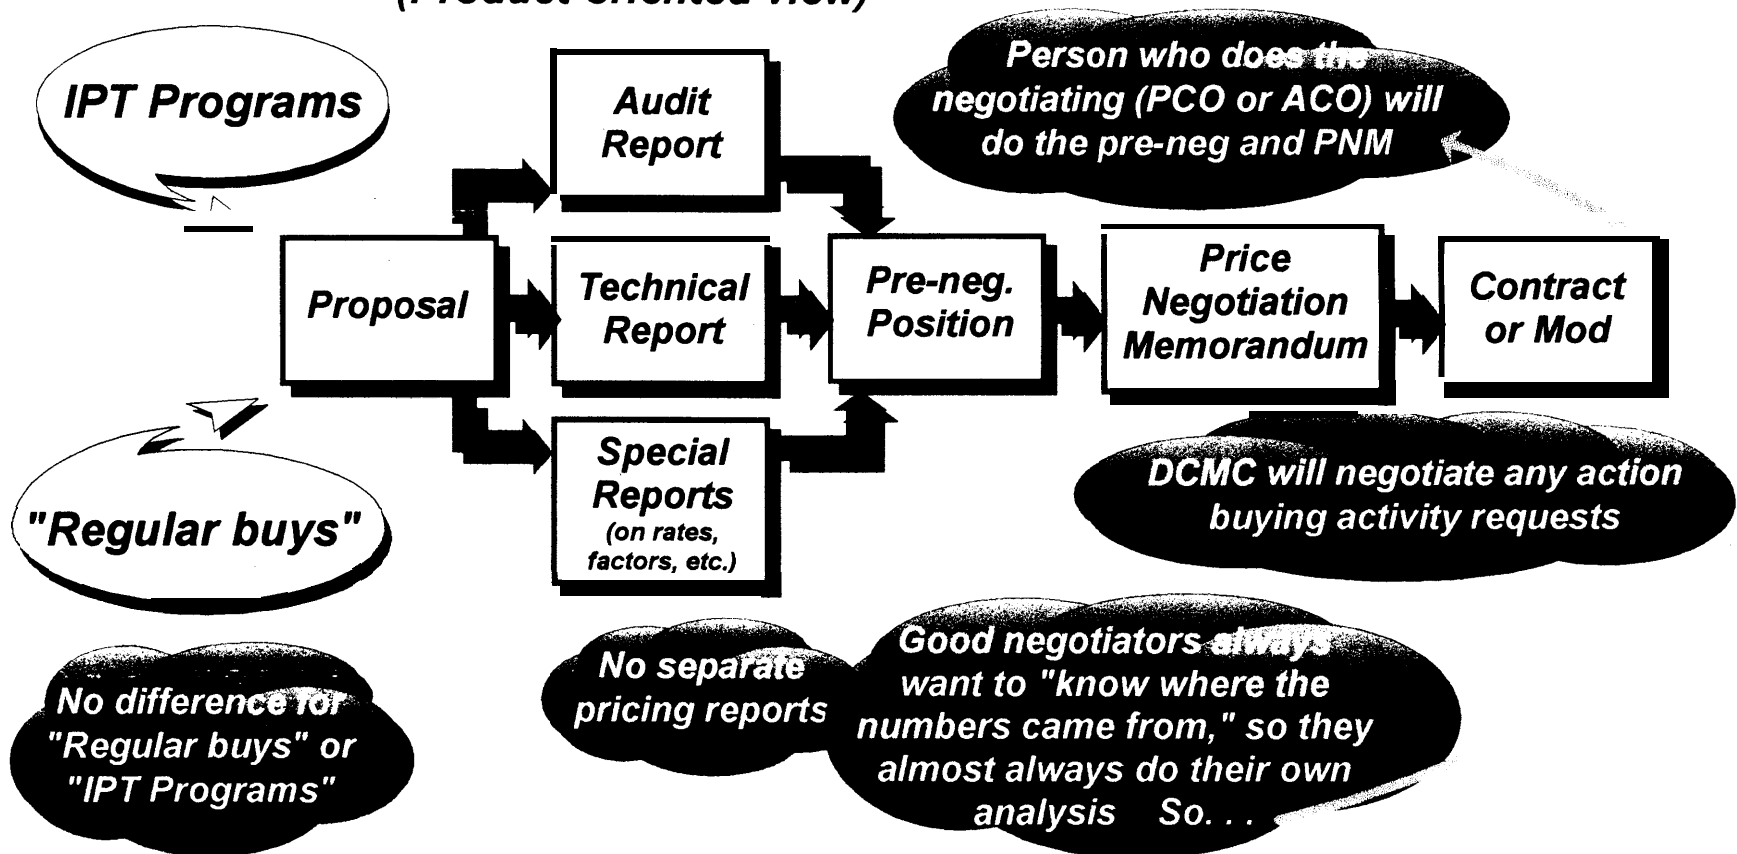 (Product-oriented view)
IPT Programs
Audit
Report
Person who does the
negotiating (PCO or ACO) will
do the pre-neg and PNM
Proposal
Technical
Report
Pre-neg.
Position
Price
Negotiation
Memorandum
Contract
or Mod
"Regular buys"
Special
Reports
(on rates,
factors, etc.)
DCMC will negotiate any action
buying activity requests
No difference for
"Regular buys" or
"IPT Programs"
No separate
pricing reports
Good negotiators always
want to "know where the
numbers came from," so they
almost always do their own
analysis So. . .